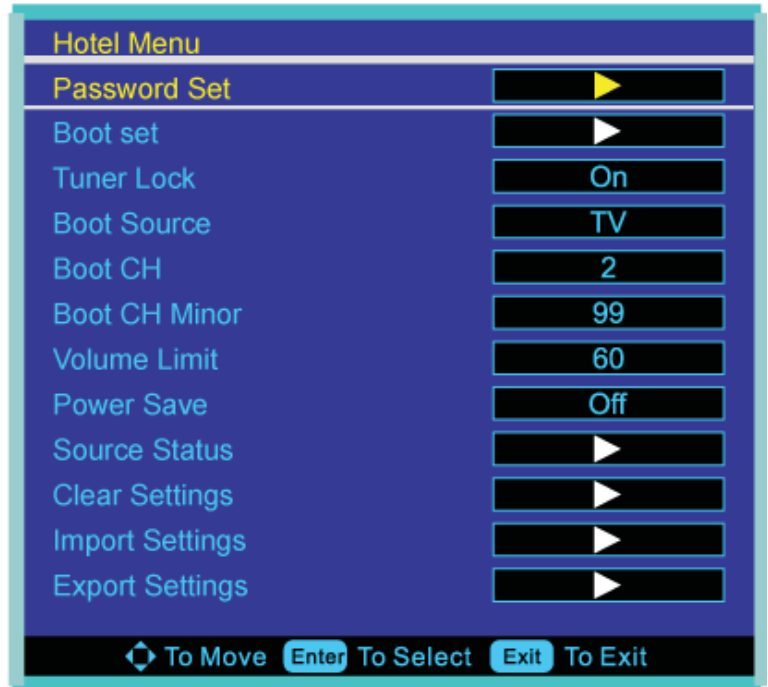 Hotel Menu
Password Set
Boot set
Tuner Lock On
Boot Source TV
Boot CH 2
Boot CH Minor 99
Volume Limit 60
Power Save Off
Source Status
Clear Settings
Import Settings
Export Settings
To Move Enter To Select Exit To Exit